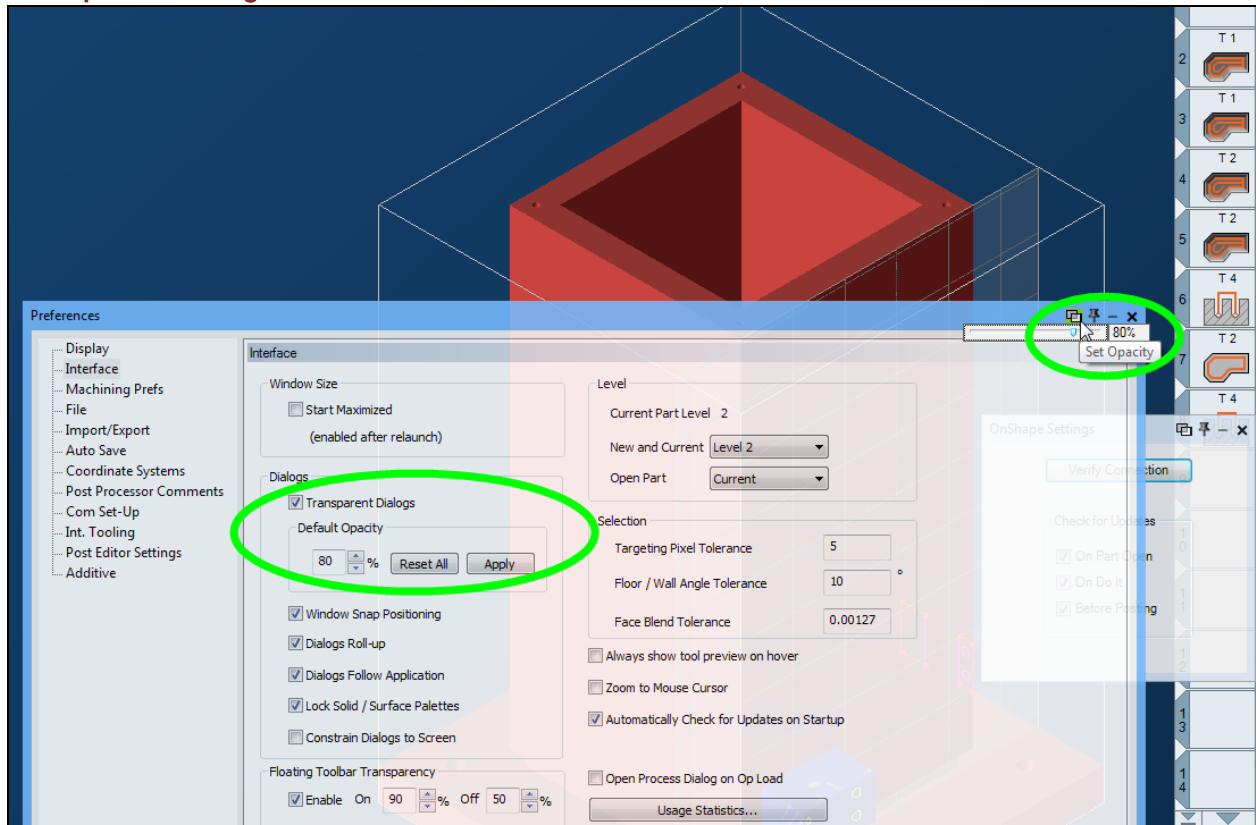 T 1
2
T 1
3
T 2
4
T 2
5
T 4
6
T 2
7
T 4
Preferences
80%
Set Opacity
Display
Interface
Machining Prefs
File
Import/Export
Auto Save
Coordinate Systems
Post Processor Comments
Com Set-Up
Int. Tooling
Post Editor Settings
Additive
Interface
Window Size
Start Maximized
(enabled after relaunch)
Dialogs
Transparent Dialogs
Default Opacity
80 % Reset All Apply
Window Snap Positioning
Dialogs Roll-up
Dialogs Follow Application
Lock Solid / Surface Palettes
Constrain Dialogs to Screen
Floating Toolbar Transparency
Enable On 90 % Off 50 %
Level
Current Part Level 2
New and Current Level 2
Open Part Current
Selection
Targeting Pixel Tolerance 5
Floor / Wall Angle Tolerance 10 °
Face Blend Tolerance 0.00127
Always show tool preview on hover
Zoom to Mouse Cursor
Automatically Check for Updates on Startup
Open Process Dialog on Op Load
Usage Statistics...
OnShape Settings
Verify Connection
Check for Updates
On Part Open
On Do It
Before Posting
10
11
12
13
14